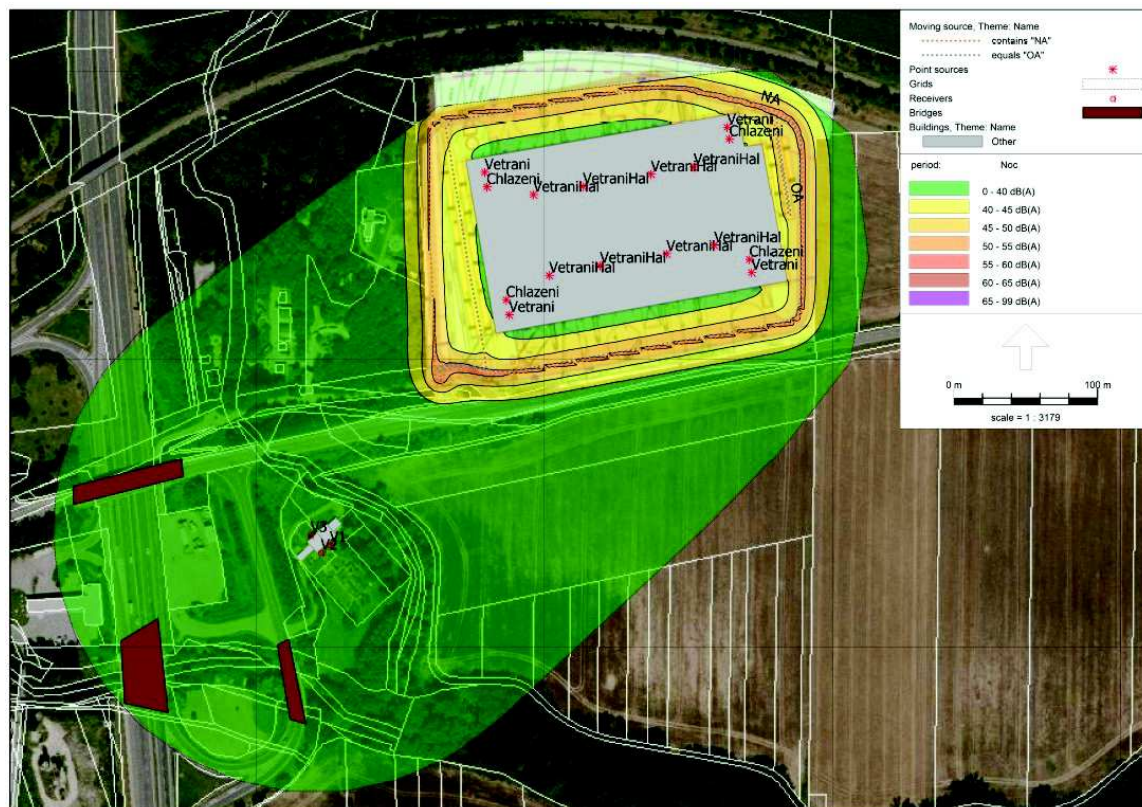 Moving source, Theme: Name
contains "NA"
equals "OA"
Point sources
Grids
Receivers
Bridges
Buildings, Theme: Name
Other
period: Noc
0 - 40 dB(A)
40 - 45 dB(A)
45 - 50 dB(A)
50 - 55 dB(A)
55 - 60 dB(A)
60 - 65 dB(A)
65 - 99 dB(A)
0 m 100 m
scale = 1 : 3179
NA
Vetrani
Chlazeni
Vetrani
Chlazeni
VetraniHal
VetraniHal
VetraniHal
VetraniHal
OA
VetraniHal
VetraniHal
VetraniHal
VetraniHal
Chlazeni
Vetrani
Chlazeni
Vetrani